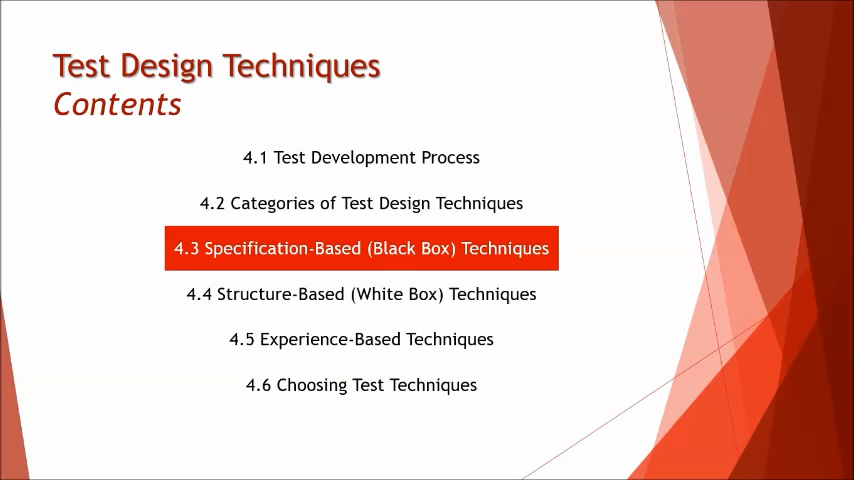 Test Design Techniques
Contents
4.1 Test Development Process
4.2 Categories of Test Design Techniques
4.3 Specification-Based (Black Box) Techniques
4.4 Structure-Based (White Box) Techniques
4.5 Experience-Based Techniques
4.6 Choosing Test Techniques